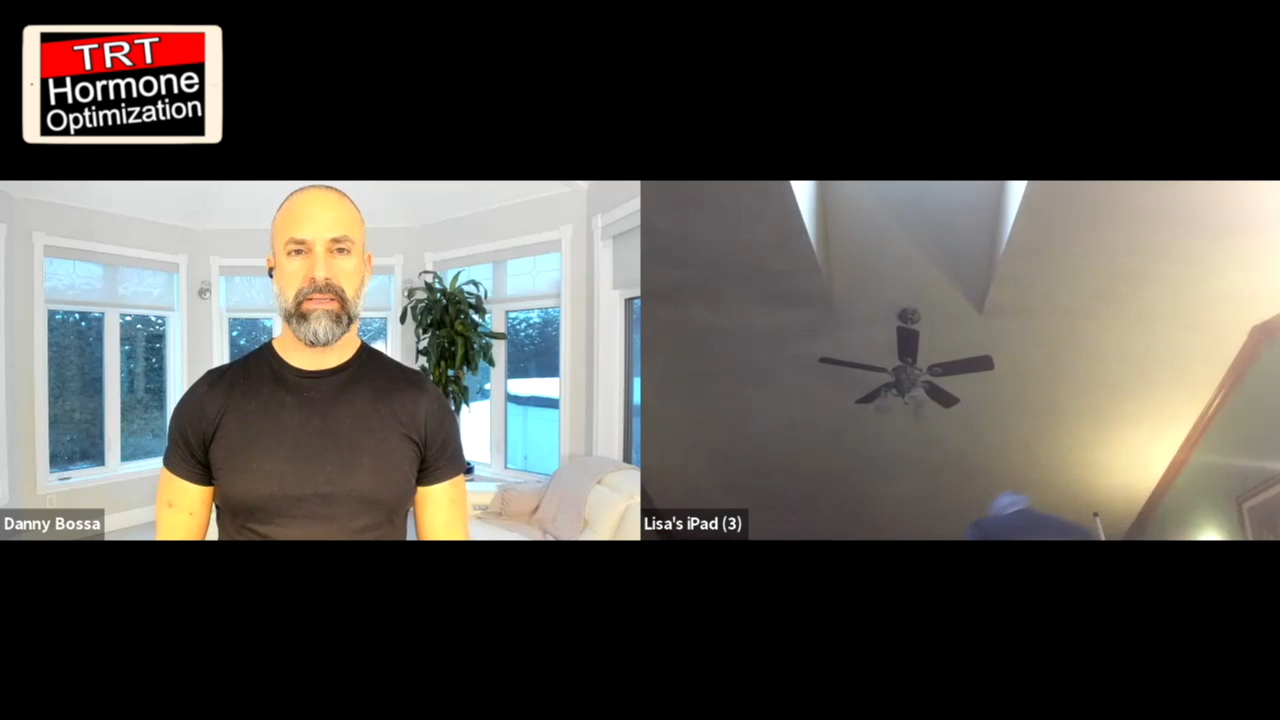 TRT
Hormone
Optimization
Danny Bossa
Lisa's iPad (3)